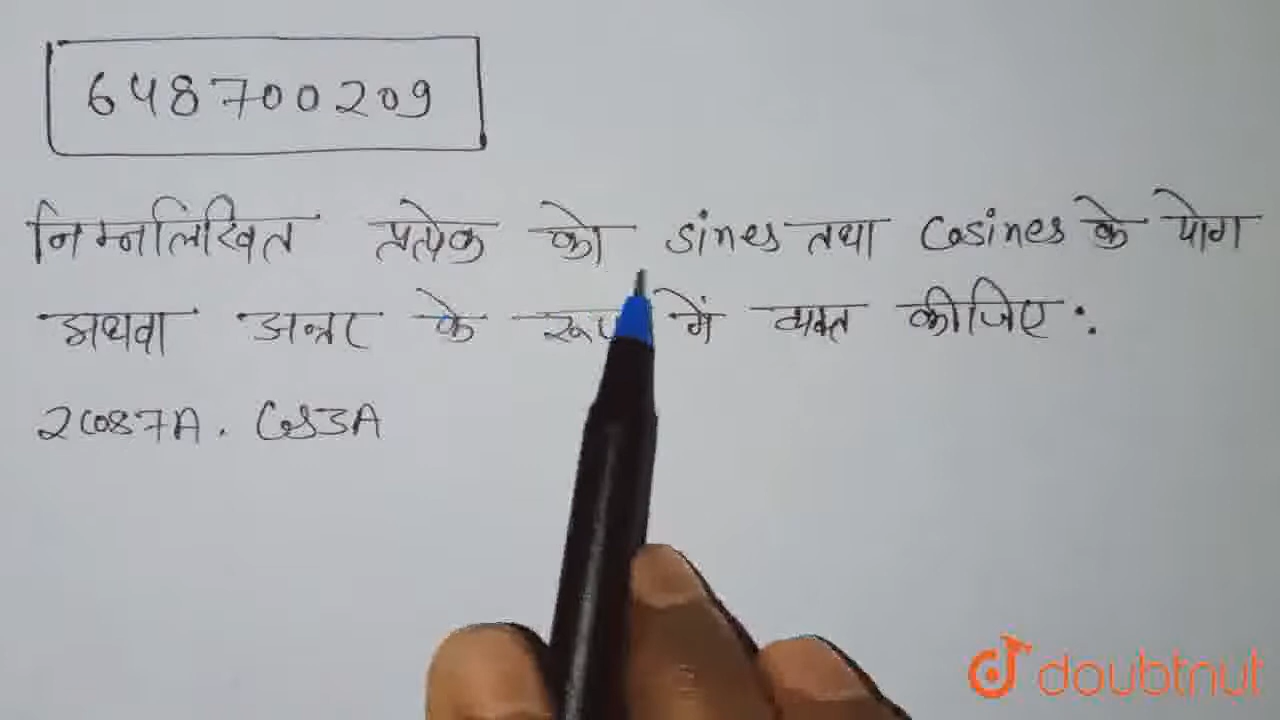 648700209
निम्नलिखित प्रत्येक को sines तथा cosines के योग
अथवा अन्तर के रूप में व्यक्त कीजिए :
2cos7A . Cos3A
doubtnut